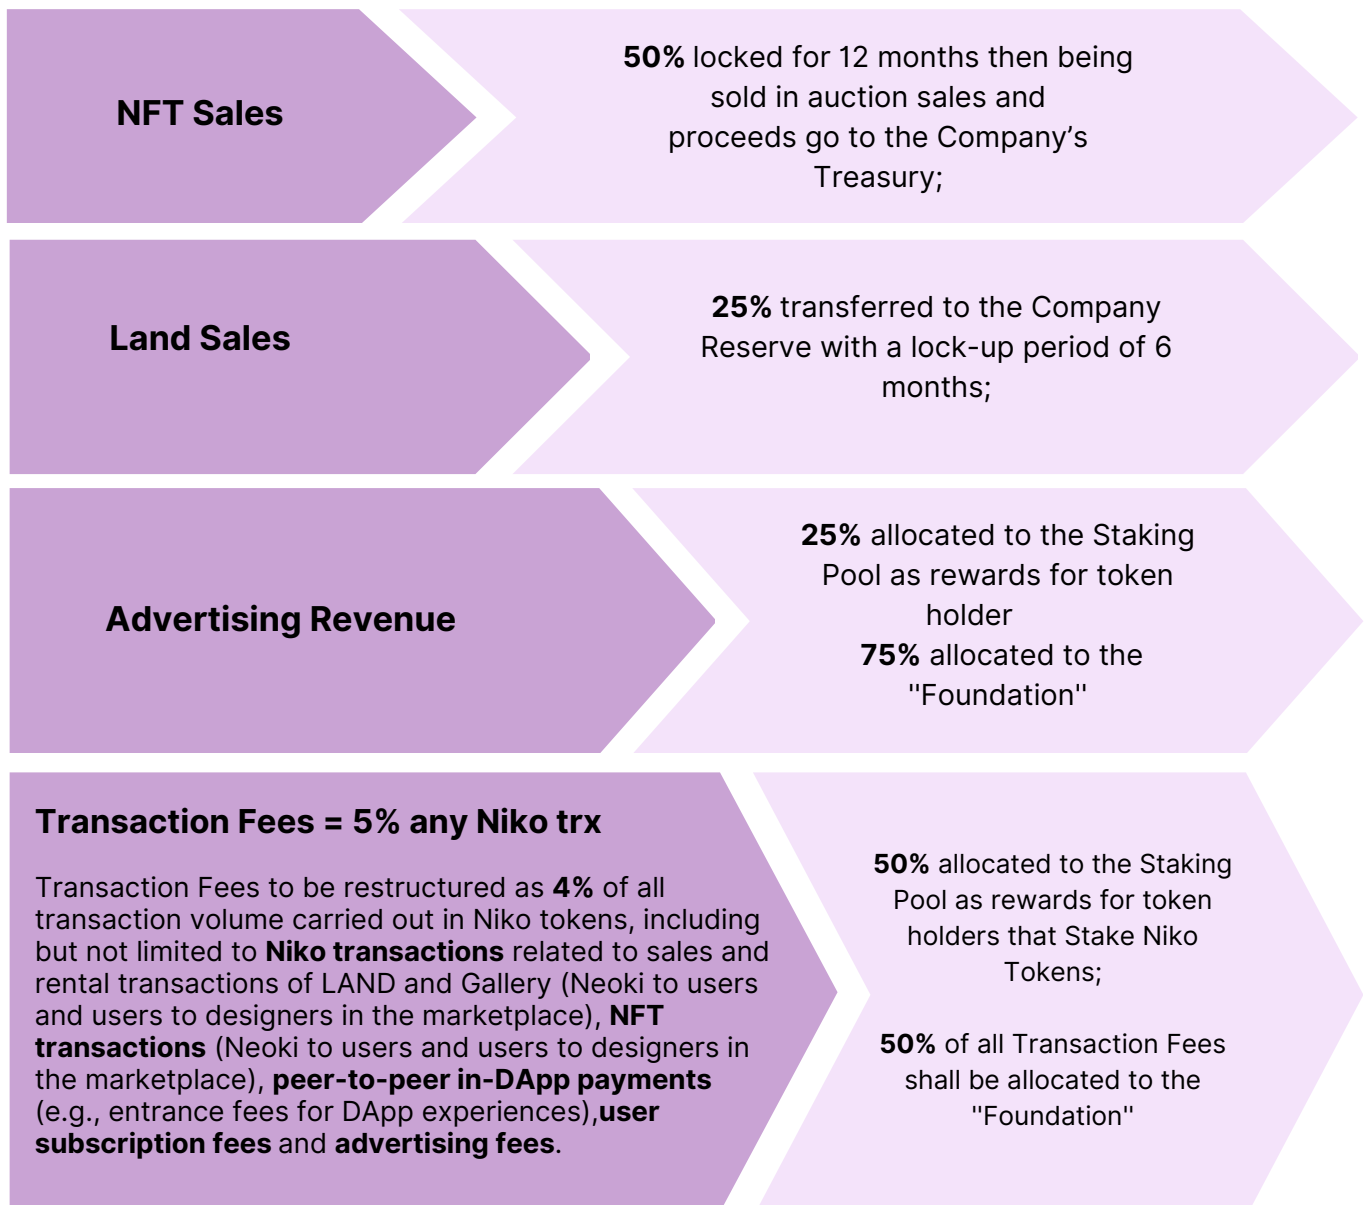 NFT Sales
50% locked for 12 months then being
sold in auction sales and
proceeds go to the Company’s
Treasury;
Land Sales
25% transferred to the Company
Reserve with a lock-up period of 6
months;
Advertising Revenue
25% allocated to the Staking
Pool as rewards for token
holder
75% allocated to the
"Foundation"
Transaction Fees = 5% any Niko trx
Transaction Fees to be restructured as 4% of all
transaction volume carried out in Niko tokens, including
but not limited to Niko transactions related to sales and
rental transactions of LAND and Gallery (Neoki to users
and users to designers in the marketplace), NFT
transactions (Neoki to users and users to designers in
the marketplace), peer-to-peer in-DApp payments
(e.g., entrance fees for DApp experiences),user
subscription fees and advertising fees.
50% allocated to the Staking
Pool as rewards for token
holders that Stake Niko
Tokens;
50% of all Transaction Fees
shall be allocated to the
"Foundation"